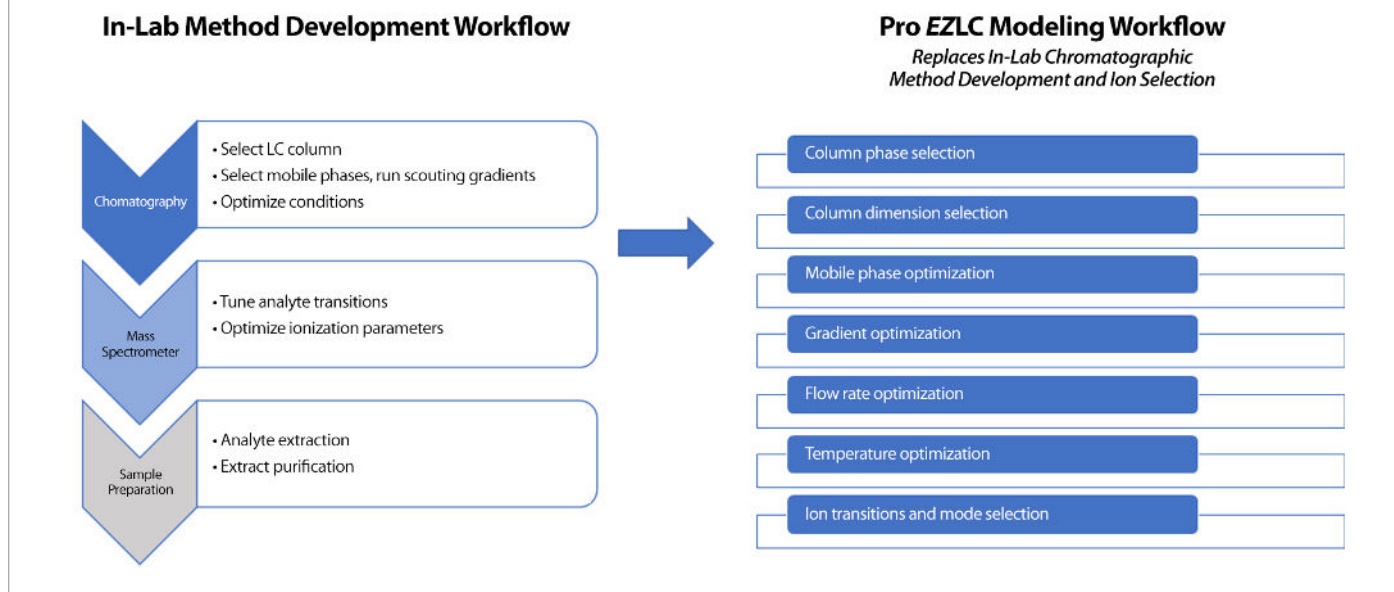 In-Lab Method Development Workflow
Chomatography
• Select LC column
• Select mobile phases, run scouting gradients
• Optimize conditions
Mass
Spectrometer
• Tune analyte transitions
• Optimize ionization parameters
Sample
Preparation
• Analyte extraction
• Extract purification
Pro EZLC Modeling Workflow
Replaces In-Lab Chromatographic
Method Development and Ion Selection
Column phase selection
Column dimension selection
Mobile phase optimization
Gradient optimization
Flow rate optimization
Temperature optimization
Ion transitions and mode selection